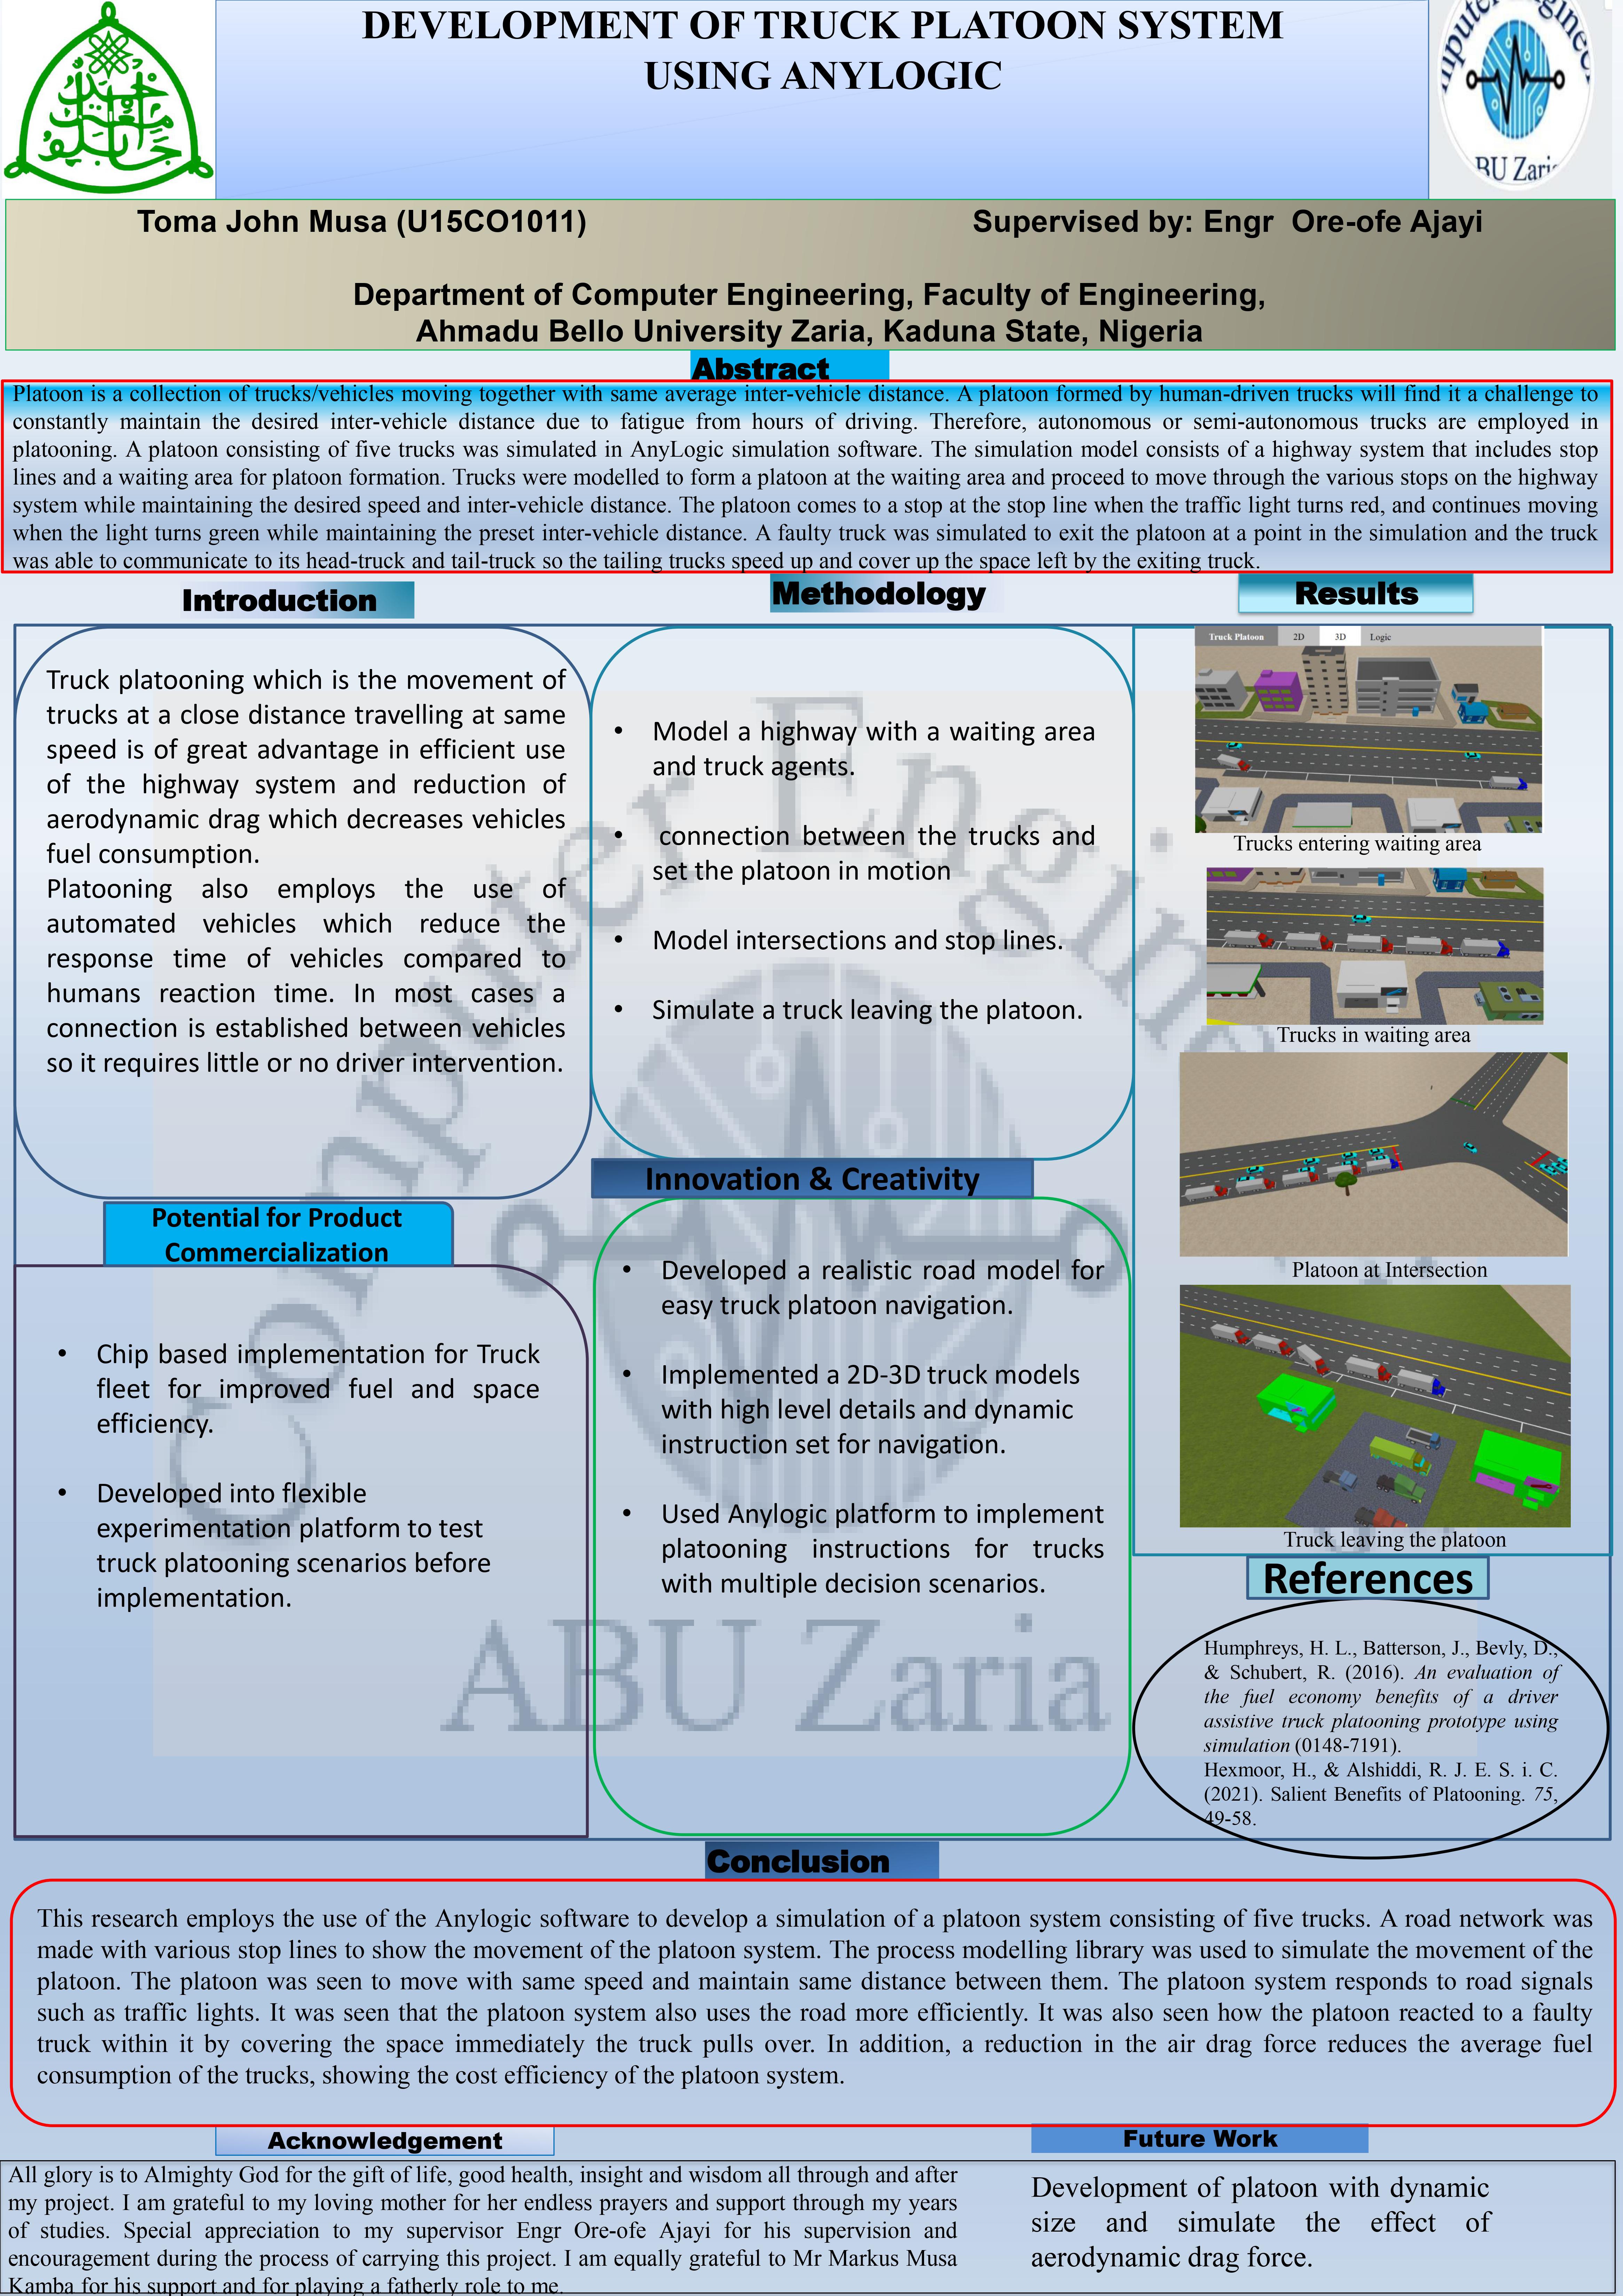 DEVELOPMENT OF TRUCK PLATOON SYSTEM
USING ANYLOGIC
BU Zari
Toma John Musa (U15CO1011)
Supervised by: Engr Ore-ofe Ajayi
Department of Computer Engineering, Faculty of Engineering,
Ahmadu Bello University Zaria, Kaduna State, Nigeria
Abstract
Platoon is a collection of trucks/vehicles moving together with same average inter-vehicle distance. A platoon formed by human-driven trucks will find it a challenge to
constantly maintain the desired inter-vehicle distance due to fatigue from hours of driving. Therefore, autonomous or semi-autonomous trucks are employed in
platooning. A platoon consisting of five trucks was simulated in AnyLogic simulation software. The simulation model consists of a highway system that includes stop
lines and a waiting area for platoon formation. Trucks were modelled to form a platoon at the waiting area and proceed to move through the various stops on the highway
system while maintaining the desired speed and inter-vehicle distance. The platoon comes to a stop at the stop line when the traffic light turns red, and continues moving
when the light turns green while maintaining the preset inter-vehicle distance. A faulty truck was simulated to exit the platoon at a point in the simulation and the truck
was able to communicate to its head-truck and tail-truck so the tailing trucks speed up and cover up the space left by the exiting truck.
Introduction
Truck platooning which is the movement of
trucks at a close distance travelling at same
speed is of great advantage in efficient use
of the highway system and reduction of
aerodynamic drag which decreases vehicles
fuel consumption.
Platooning also employs the use of
automated vehicles which reduce the
response time of vehicles compared to
humans reaction time. In most cases a
connection is established between vehicles
so it requires little or no driver intervention.
Potential for Product
Commercialization
• Chip based implementation for Truck
fleet for improved fuel and space
efficiency.
• Developed into flexible
experimentation platform to test
truck platooning scenarios before
implementation.
Methodology
• Model a highway with a waiting area
and truck agents.
• connection between the trucks and
set the platoon in motion
• Model intersections and stop lines.
• Simulate a truck leaving the platoon.
Innovation & Creativity
• Developed a realistic road model for
easy truck platoon navigation.
• Implemented a 2D-3D truck models
with high level details and dynamic
instruction set for navigation.
• Used Anylogic platform to implement
platooning instructions for trucks
with multiple decision scenarios.
Computer Engine
ABU Zaria
Results
Truck Platoon 2D 3D Logic
Trucks entering waiting area
Trucks in waiting area
Platoon at Intersection
Truck leaving the platoon
References
Humphreys, H. L., Batterson, J., Bevly, D.,
& Schubert, R. (2016). An evaluation of
the fuel economy benefits of a driver
assistive truck platooning prototype using
simulation (0148-7191).
Hexmoor, H., & Alshiddi, R. J. E. S. i. C.
(2021). Salient Benefits of Platooning. 75,
49-58.
Conclusion
This research employs the use of the Anylogic software to develop a simulation of a platoon system consisting of five trucks. A road network was
made with various stop lines to show the movement of the platoon system. The process modelling library was used to simulate the movement of the
platoon. The platoon was seen to move with same speed and maintain same distance between them. The platoon system responds to road signals
such as traffic lights. It was seen that the platoon system also uses the road more efficiently. It was also seen how the platoon reacted to a faulty
truck within it by covering the space immediately the truck pulls over. In addition, a reduction in the air drag force reduces the average fuel
consumption of the trucks, showing the cost efficiency of the platoon system.
Acknowledgement
All glory is to Almighty God for the gift of life, good health, insight and wisdom all through and after
my project. I am grateful to my loving mother for her endless prayers and support through my years
of studies. Special appreciation to my supervisor Engr Ore-ofe Ajayi for his supervision and
encouragement during the process of carrying this project. I am equally grateful to Mr Markus Musa
Kamba for his support and for playing a fatherly role to me.
Future Work
Development of platoon with dynamic
size and simulate the effect of
aerodynamic drag force.